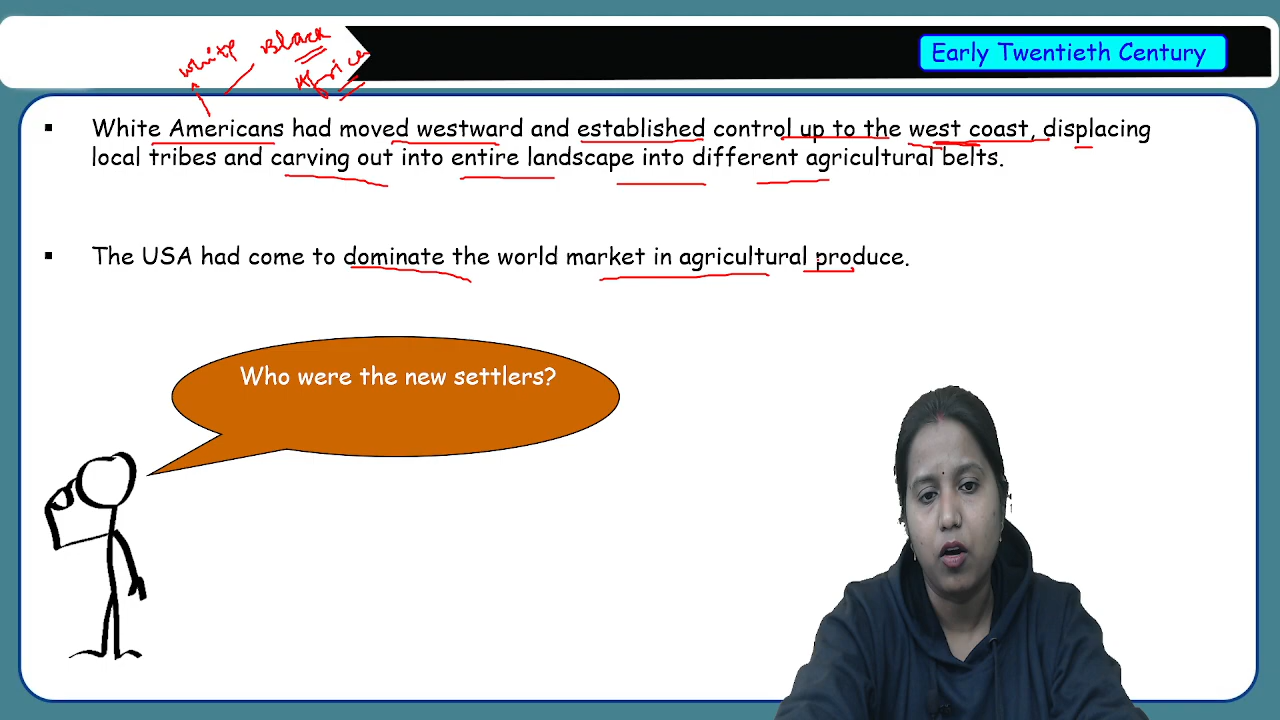 Early Twentieth Century
White
Black
Africa
▪ White Americans had moved westward and established control up to the west coast, displacing
local tribes and carving out into entire landscape into different agricultural belts.
▪ The USA had come to dominate the world market in agricultural produce.
Who were the new settlers?